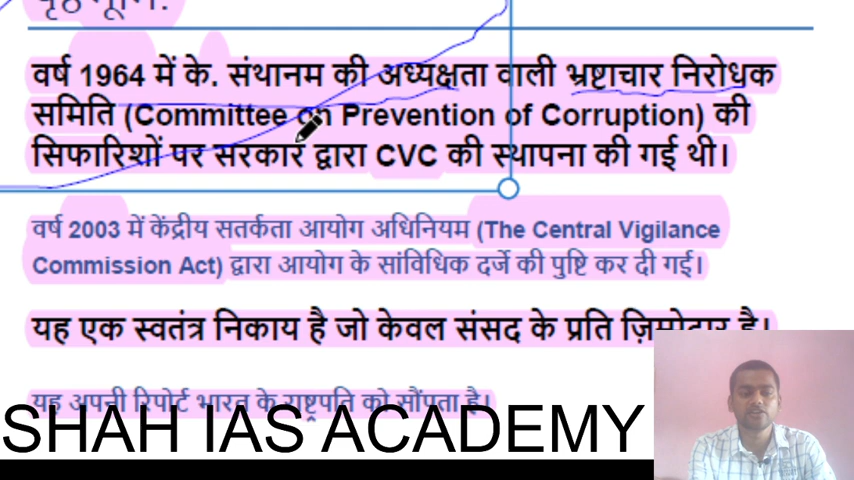 पृष्ठभूमि:
वर्ष 1964 में के. संथानम की अध्यक्षता वाली भ्रष्टाचार निरोधक
समिति (Committee on Prevention of Corruption) की
सिफारिशों पर सरकार द्वारा CVC की स्थापना की गई थी।
वर्ष 2003 में केंद्रीय सतर्कता आयोग अधिनियम (The Central Vigilance
Commission Act) द्वारा आयोग के सांविधिक दर्जे की पुष्टि कर दी गई।
यह एक स्वतंत्र निकाय है जो केवल संसद के प्रति ज़िम्मेदार है।
यह अपनी रिपोर्ट भारत के राष्ट्रपति को सौंपता है।
SHAH IAS ACADEMY